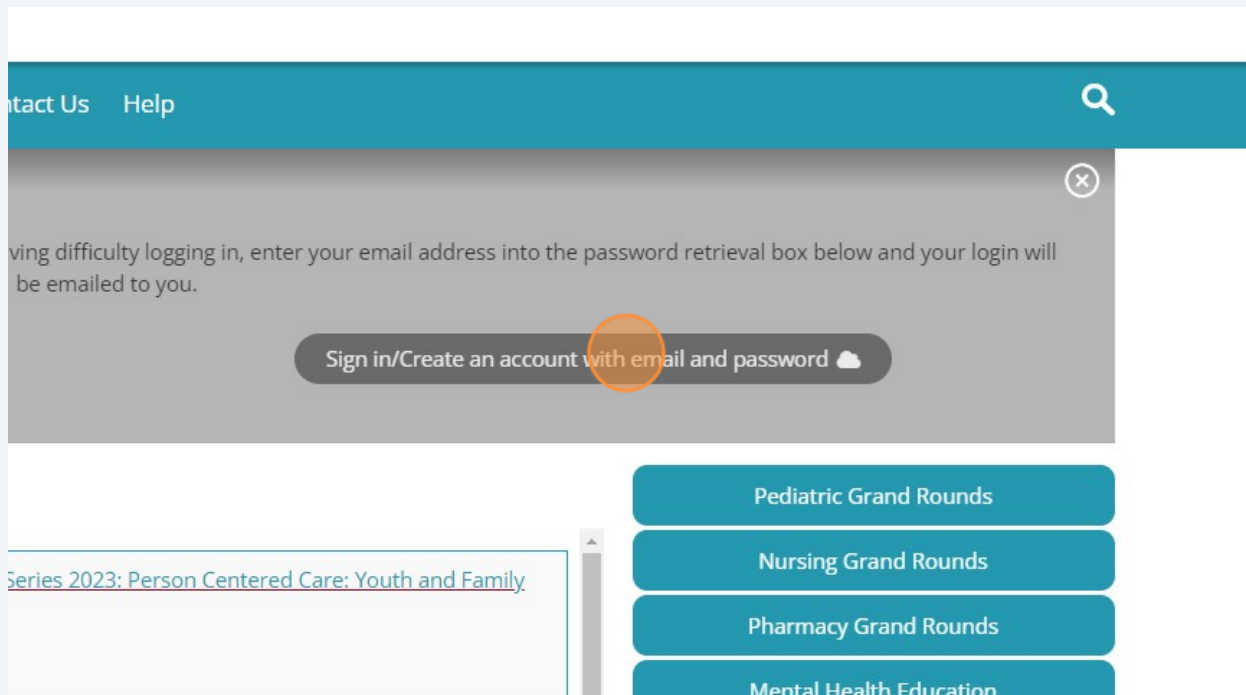 ntact Us Help
ving difficulty logging in, enter your email address into the password retrieval box below and your login will
be emailed to you.
Sign in/Create an account with email and password
Pediatric Grand Rounds
Nursing Grand Rounds
Series 2023: Person Centered Care: Youth and Family
Pharmacy Grand Rounds
Mental Health Education